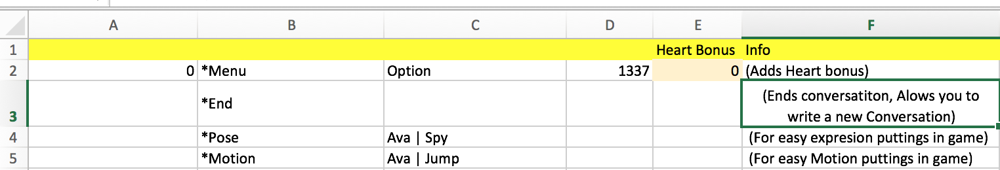 A B C D E F
1 Heart Bonus Info
2 0 *Menu Option 1337 0 (Adds Heart bonus)
3 *End (Ends conversatiton, Alows you to
write a new Conversation)
4 *Pose Ava | Spy (For easy expresion puttings in game)
5 *Motion Ava | Jump (For easy Motion puttings in game)